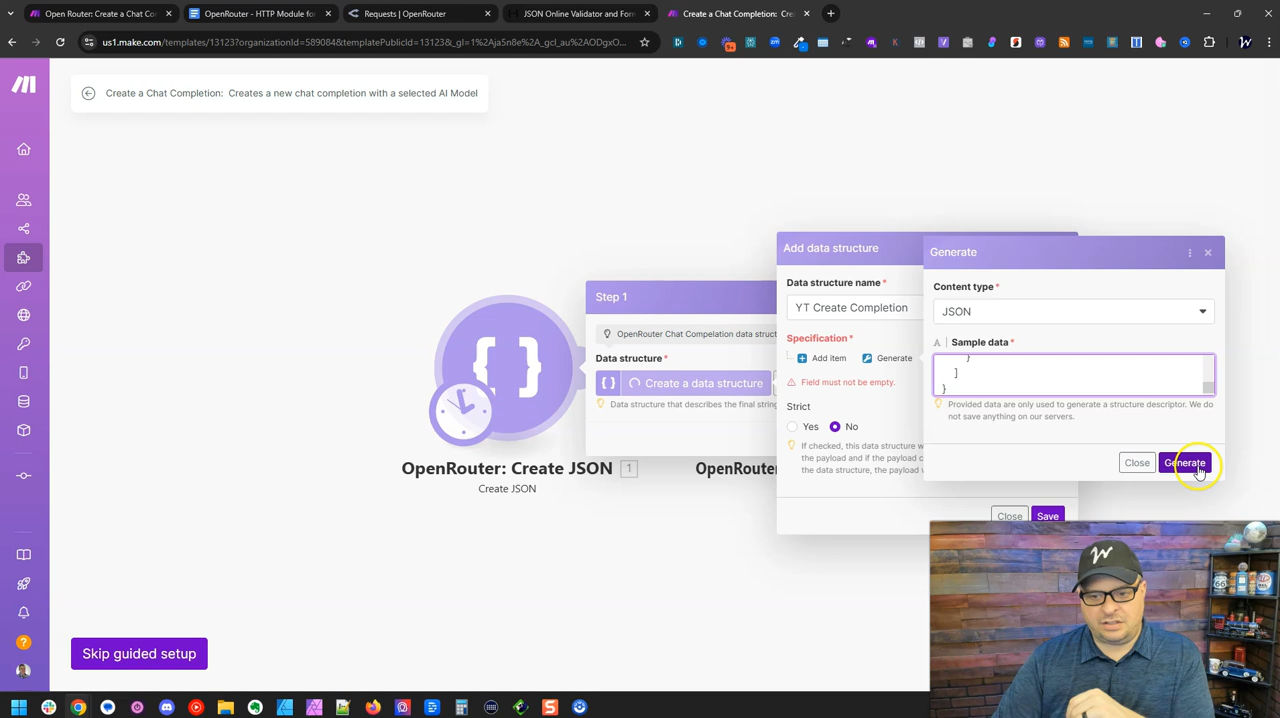 Open Router: Create a Chat Com
OpenRouter - HTTP Module for
Requests | OpenRouter
JSON Online Validator and For
Create a Chat Completion: Cre
us1.make.com/templates/13123?organizationId=589084&templatePublicId=13123&_gl=1%2Aja5n8e%2A_gcl_au%2AODgxO...
9+
Create a Chat Completion: Creates a new chat completion with a selected AI Model
Add data structure
Generate
Data structure name*
YT Create Completion
Content type*
JSON
Step 1
OpenRouter Chat Compelation data struct
Specification*
Add item
Generate
A | Sample data*
}
]
}
Data structure*
{ } Create a data structure
Field must not be empty.
Data structure that describes the final string
Provided data are only used to generate a structure descriptor. We do
not save anything on our servers.
Strict
Yes
No
If checked, this data structure w
the payload and if the payload c
the data structure, the payload v
Close
Generate
OpenRouter: Create JSON 1
Create JSON
OpenRo
Close
Save
Skip guided setup
66